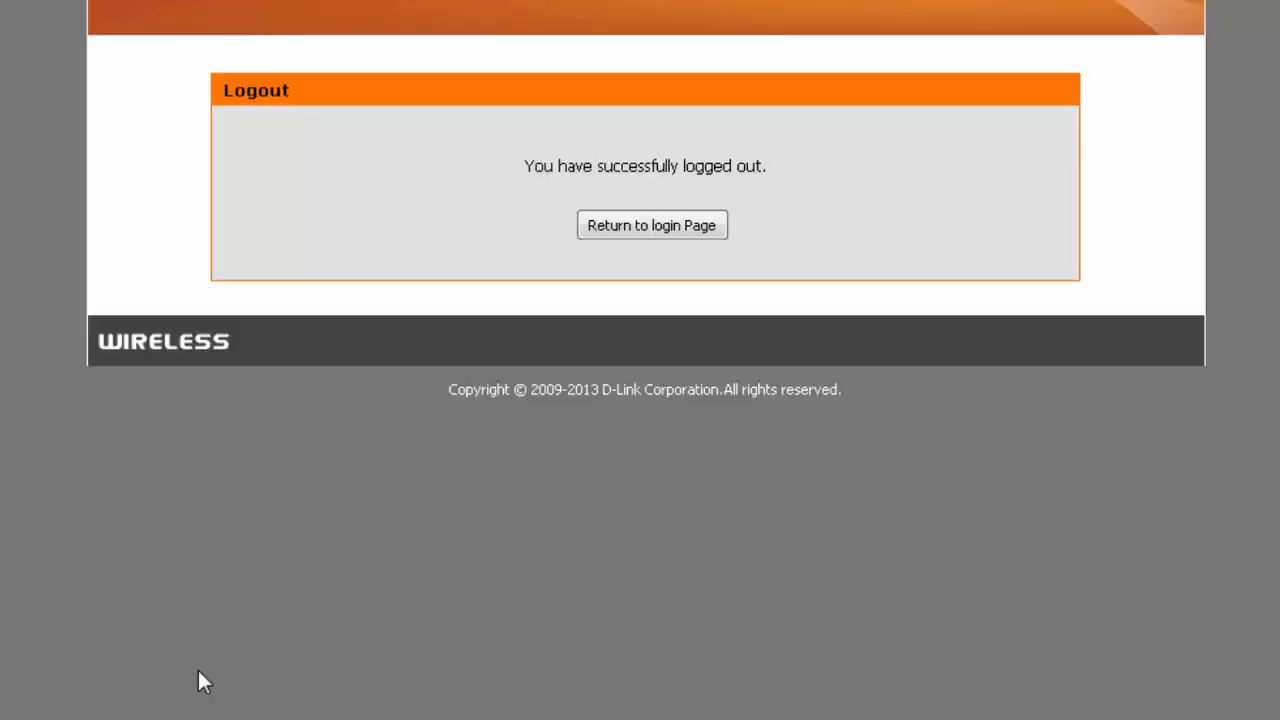 Logout
You have successfully logged out.
Return to login Page
WIRELESS
Copyright © 2009-2013 D-Link Corporation.All rights reserved.